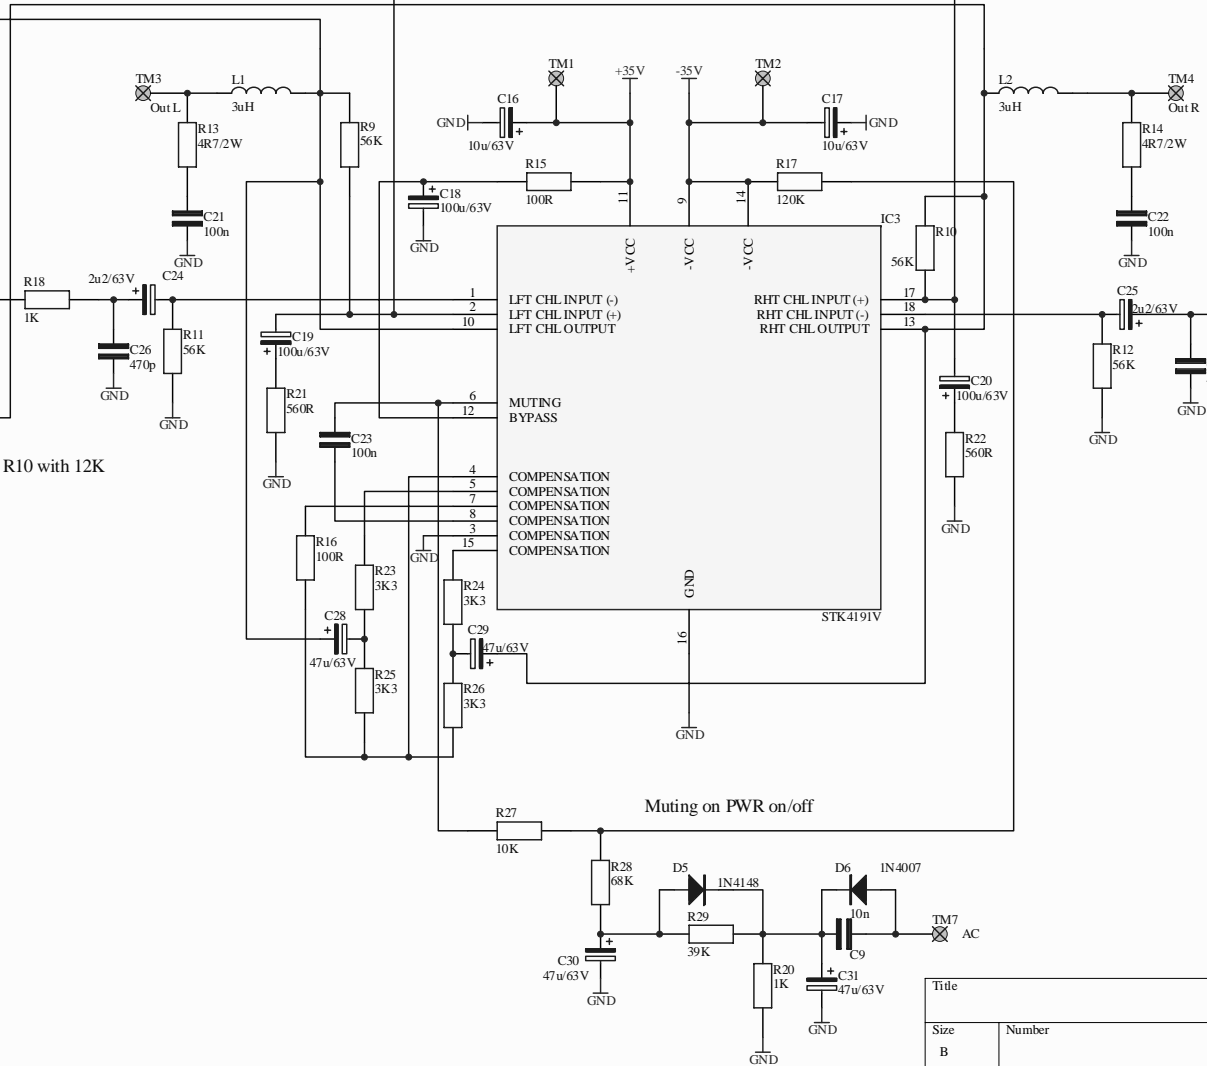 TM3
Out L
L1
3uH
R13
4R7/2W
C21
100n
GND
R9
56K
TM1
+35V
-35V
TM2
C16
GND
10u/63V
C17
GND
10u/63V
R15
100R
R17
120K
C18
100u/63V
GND
11
9
14
L2
3uH
TM4
Out R
R14
4R7/2W
C22
100n
GND
IC3
R10
56K
+VCC
-VCC
-VCC
R18
1K
2u2/63V
C24
C26
470p
GND
R11
56K
GND
1
LFT CHL INPUT (-)
2
LFT CHL INPUT (+)
10
LFT CHL OUTPUT
RHT CHL INPUT (+)
17
RHT CHL INPUT (-)
18
RHT CHL OUTPUT
13
C25
2u2/63V
R12
56K
GND
GND
C19
100u/63V
R21
560R
GND
C20
100u/63V
R22
560R
GND
6
MUTING
12
BYPASS
C23
100n
R10 with 12K
4
COMPENSATION
5
COMPENSATION
7
COMPENSATION
8
COMPENSATION
3
COMPENSATION
15
COMPENSATION
GND
R16
100R
R23
3K3
R24
3K3
C28
47u/63V
C29
47u/63V
R25
3K3
R26
3K3
GND
STK4191V
16
GND
Muting on PWR on/off
R27
10K
R28
68K
D5
1N4148
R29
39K
C30
47u/63V
GND
R20
1K
GND
D6
1N4007
10n
C9
C31
47u/63V
GND
TM7
AC
Title
Size
Number
B